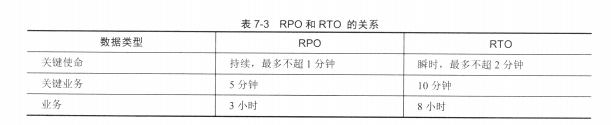 表 7-3 RPO 和 RTO 的关系
数据类型 RPO RTO
关键使命 持续，最多不超 1 分钟 瞬时，最多不超 2 分钟
关键业务 5 分钟 10 分钟
业务 3 小时 8 小时